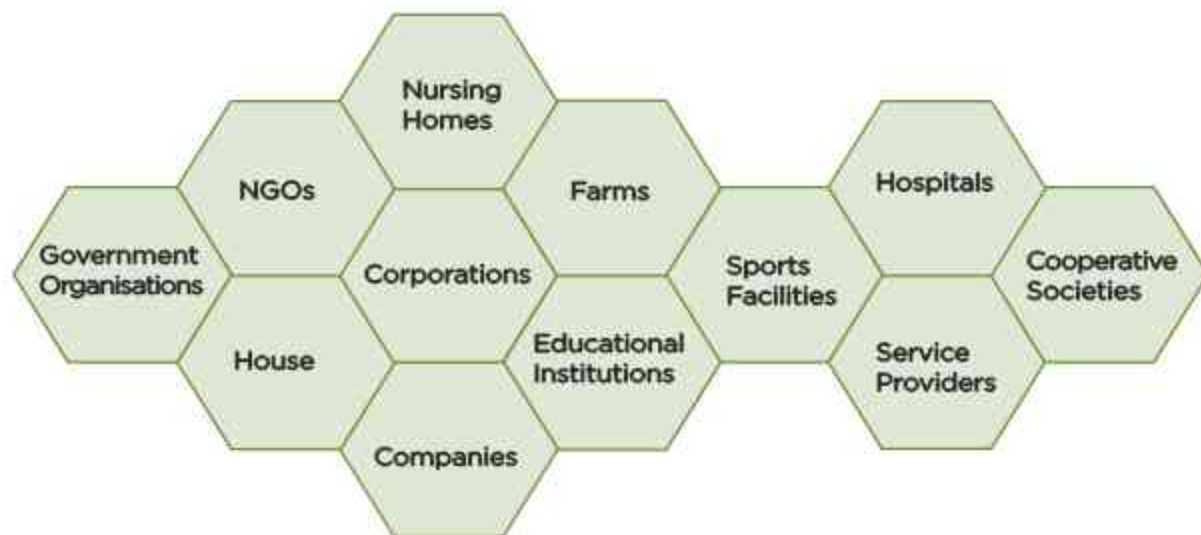 Nursing
Homes
NGOs
Farms
Hospitals
Government
Organisations
Corporations
Sports
Facilities
Cooperative
Societies
House
Educational
Institutions
Service
Providers
Companies